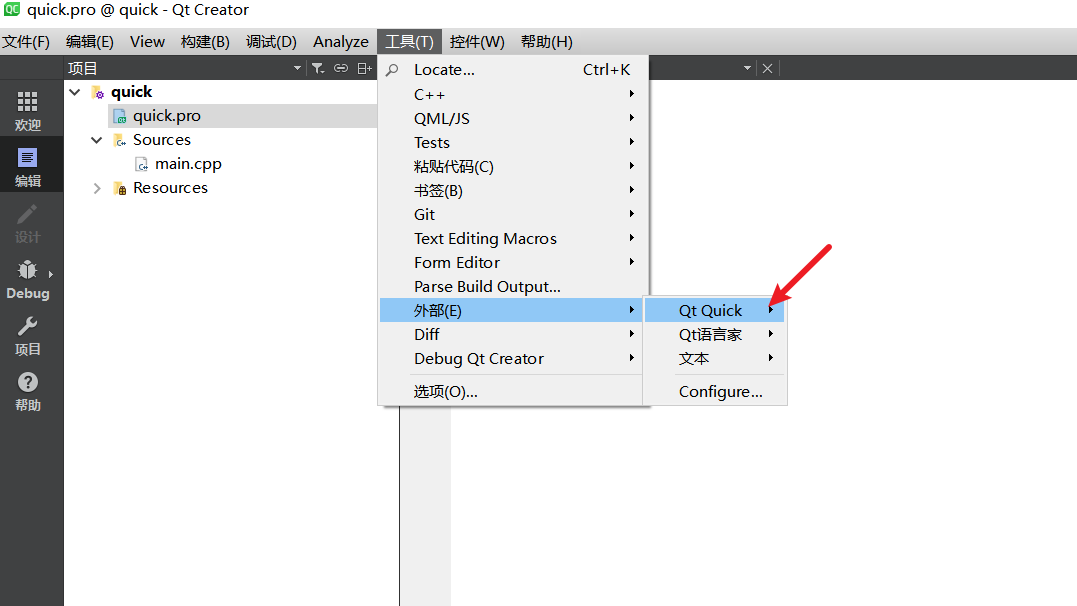 QC quick.pro @ quick - Qt Creator
文件(F) 编辑(E) View 构建(B) 调试(D) Analyze 工具(T) 控件(W) 帮助(H)
项目
欢迎
编辑
设计
Debug
项目
帮助
quick
quick.pro
Sources
main.cpp
Resources
Locate... Ctrl+K
C++
QML/JS
Tests
粘贴代码(C)
书签(B)
Git
Text Editing Macros
Form Editor
Parse Build Output...
外部(E)
Diff
Debug Qt Creator
选项(O)...
Qt Quick
Qt语言家
文本
Configure...